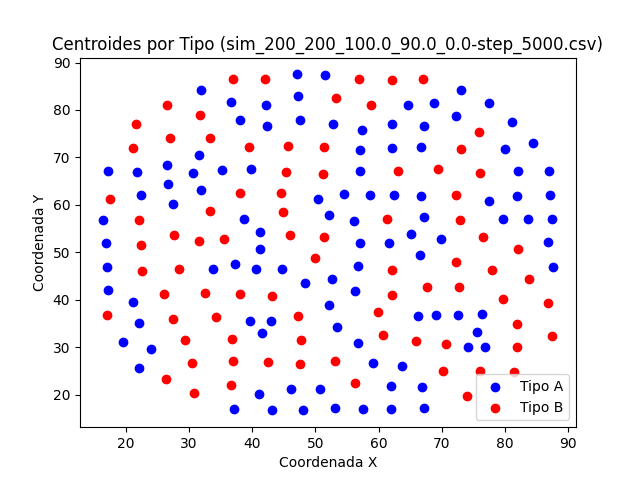 Centroides por Tipo (sim_200_200_100.0_90.0_0.0-step_5000.csv)
90
80
70
60
50
40
30
20
Coordenada Y
20 30 40 50 60 70 80 90
Coordenada X
Tipo A
Tipo B